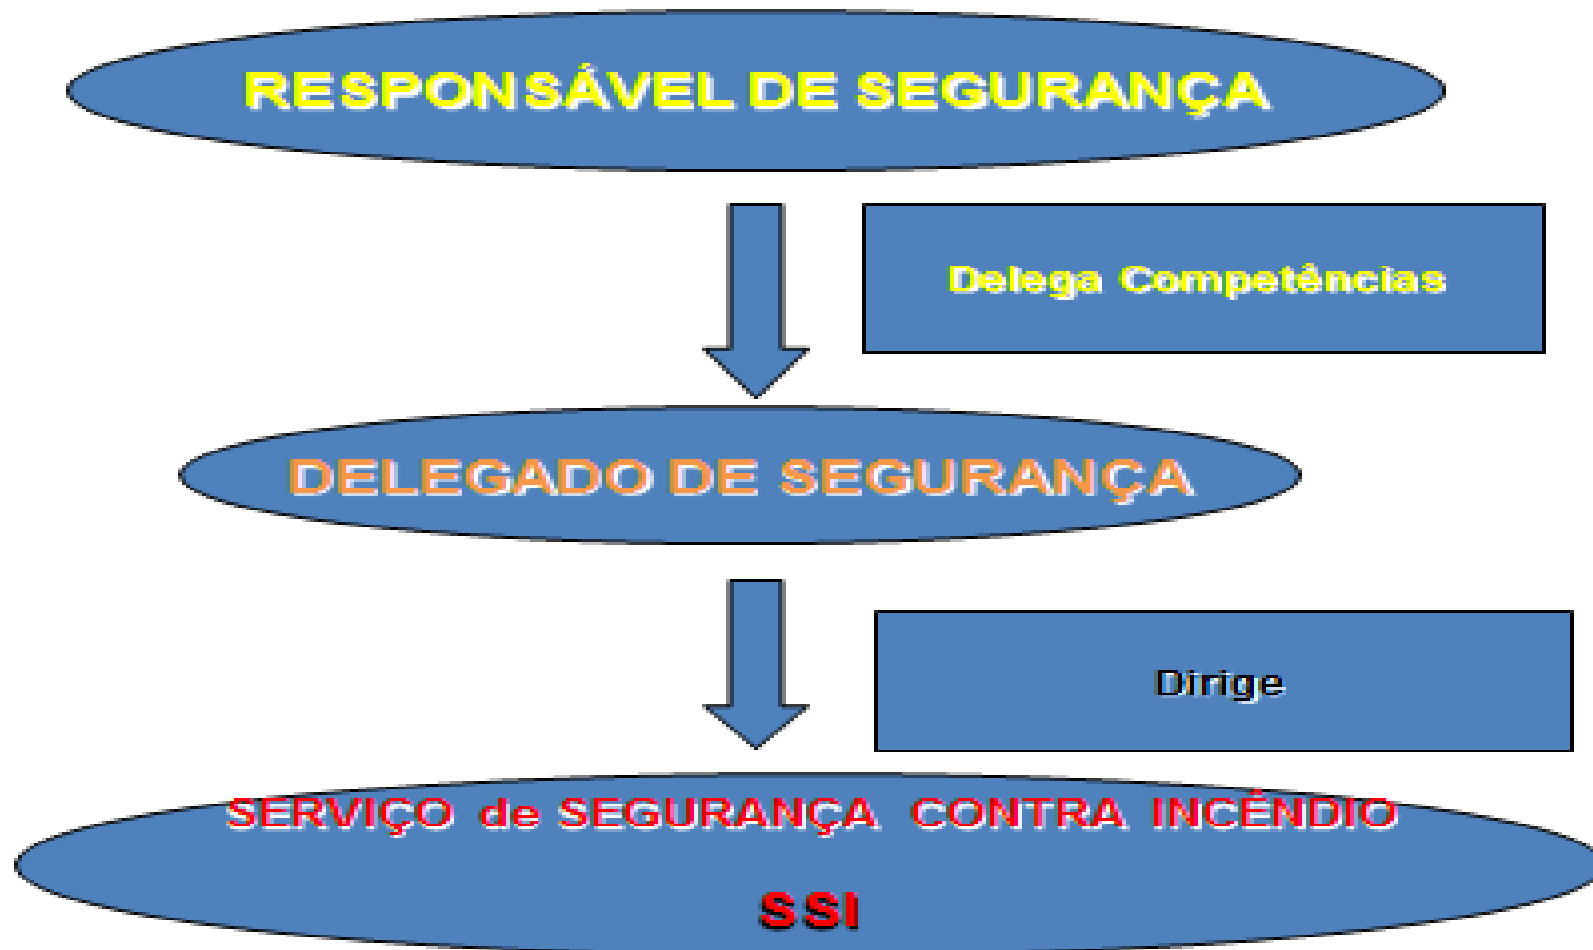 RESPONSÁVEL DE SEGURANÇA
Delega Competências
DELEGADO DE SEGURANÇA
Dirige
SERVIÇO de SEGURANÇA CONTRA INCÊNDIO
SSI